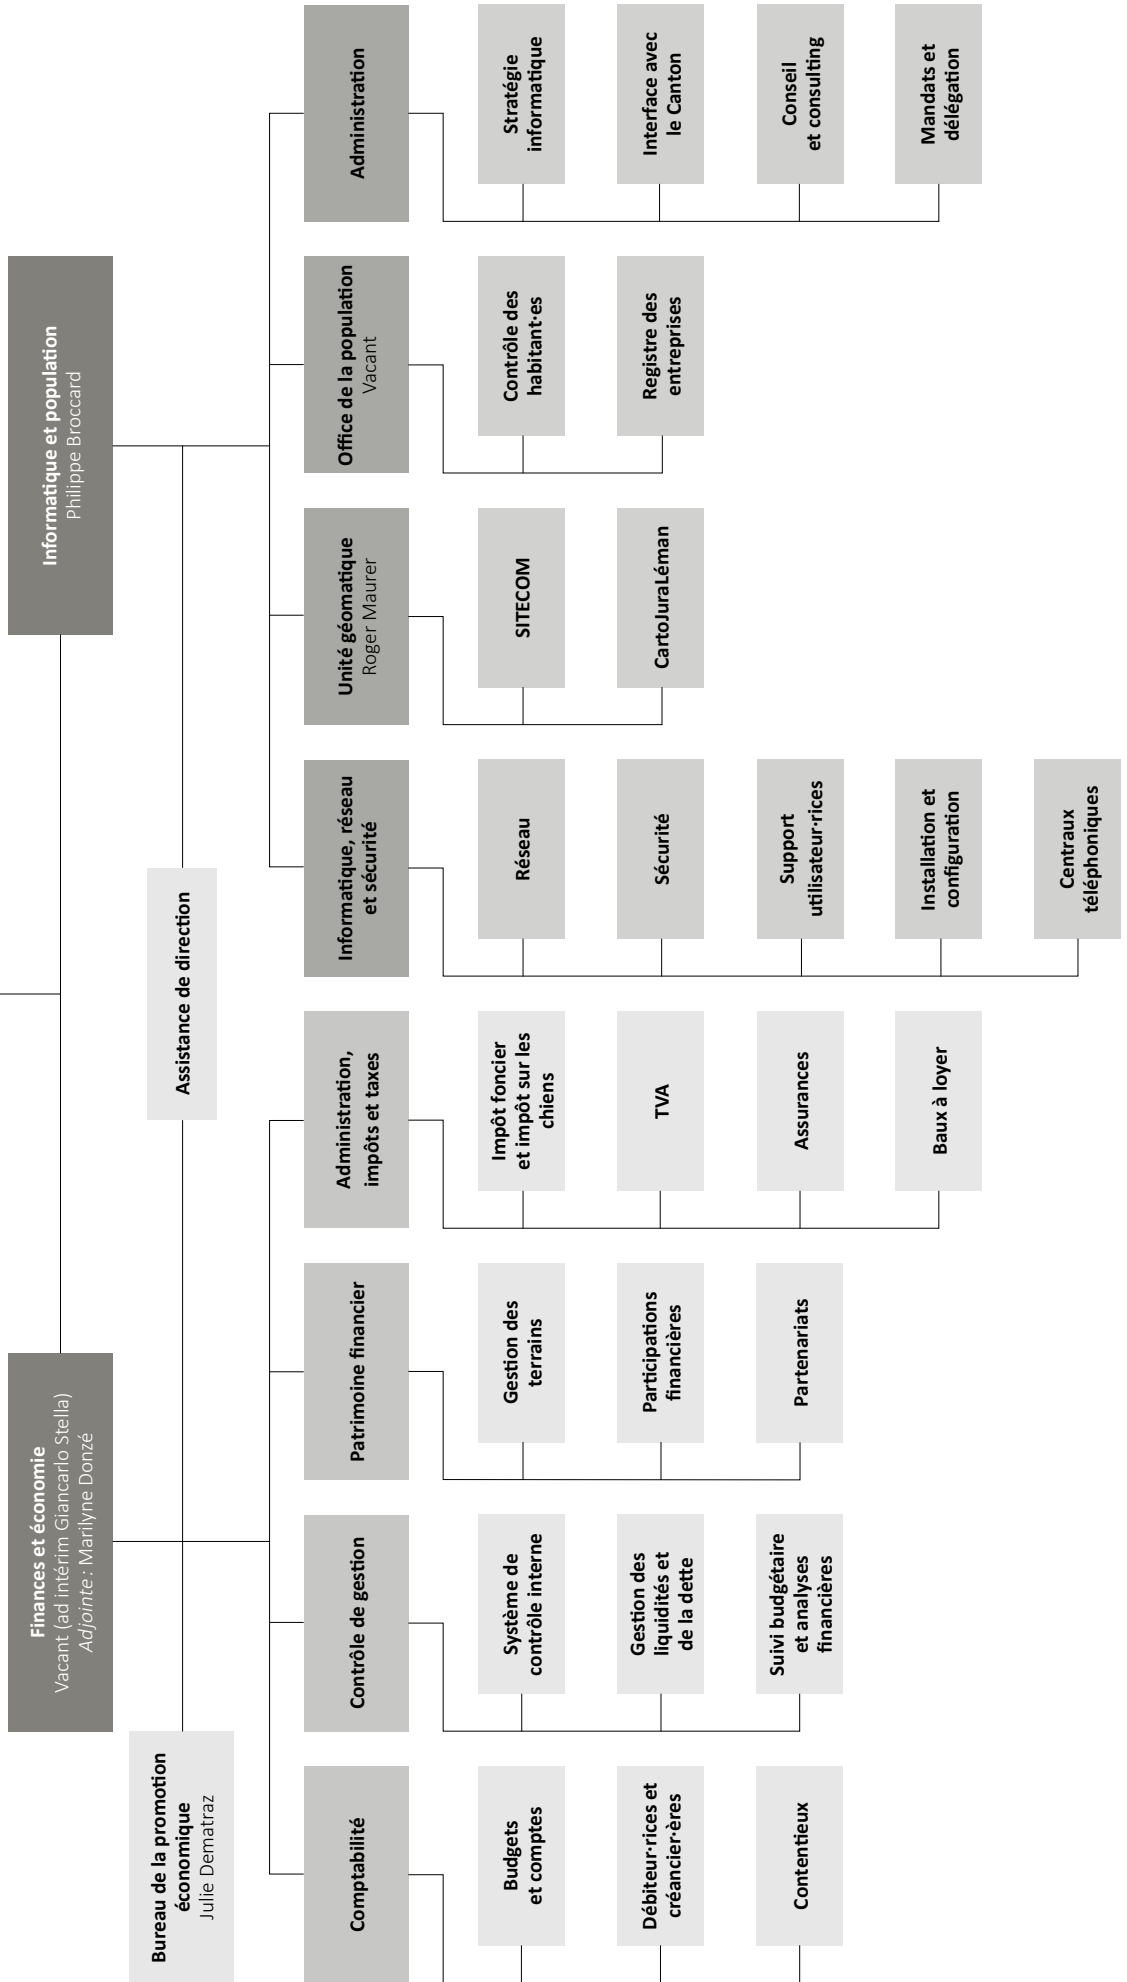 Finances et économie
Vacant (ad intérim Giancarlo Stella)
Adjointe : Marilyne Donzé
Informatique et population
Philippe Broccard
Bureau de la promotion
économique
Julie Dematraz
Assistance de direction
Comptabilité
Contrôle de gestion
Patrimoine financier
Administration,
impôts et taxes
Informatique, réseau
et sécurité
Unité géomatique
Roger Maurer
Office de la population
Vacant
Administration
Budgets
et comptes
Système de
contrôle interne
Gestion des
terrains
Impôt foncier
et impôt sur les
chiens
Réseau
SITECOM
Contrôle des
habitant·es
Stratégie
informatique
Débiteur·rices et
créancier·ères
Gestion des
liquidités et
de la dette
Participations
financières
TVA
Sécurité
CartoJuraLéman
Registre des
entreprises
Interface avec
le Canton
Contentieux
Suivi budgétaire
et analyses
financières
Partenariats
Assurances
Support
utilisateur·rices
Conseil
et consulting
Baux à loyer
Installation et
configuration
Mandats et
délégation
Centraux
téléphoniques